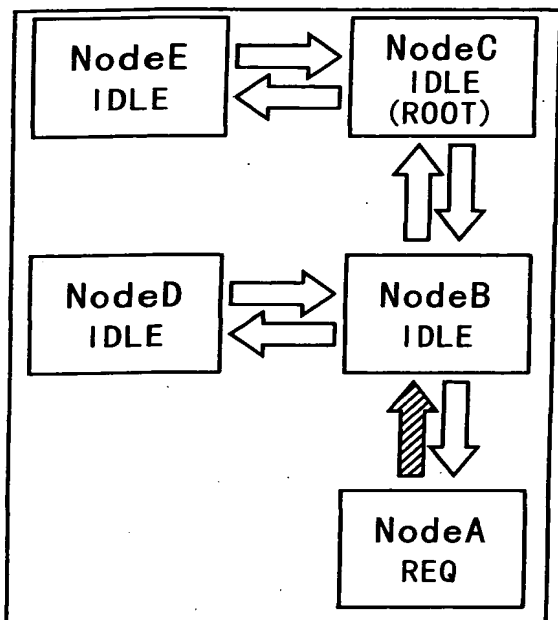 NodeE
IDLE
NodeC
IDLE
(ROOT)
NodeD
IDLE
NodeB
IDLE
NodeA
REQ